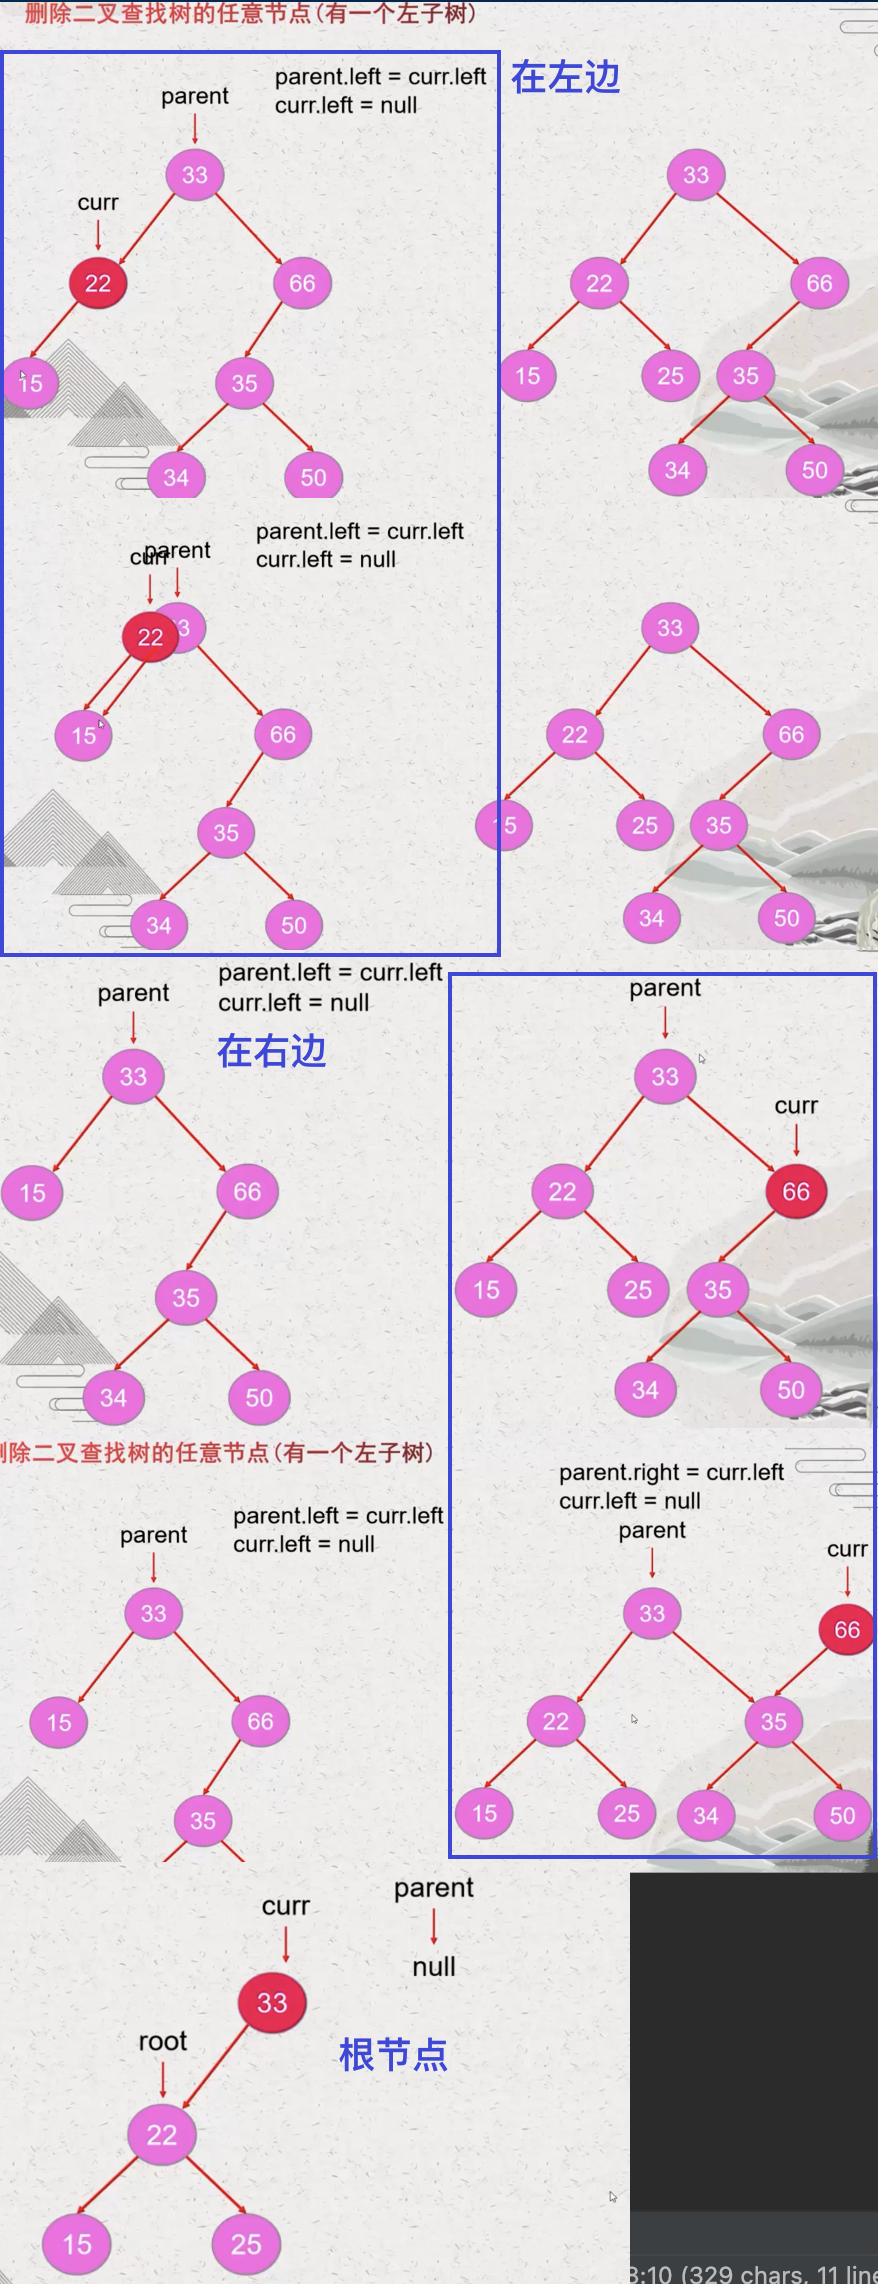 删除二叉查找树的任意节点(有一个左子树)
在左边
parent.left = curr.left
curr.left = null
parent
33
curr
22
66
15
35
34
50
33
22
66
15
25
35
34
50
parent.left = curr.left
curr.left = null
curr
parent
22
3
15
66
35
34
50
33
22
66
15
25
35
34
50
parent.left = curr.left
curr.left = null
parent
在右边
33
15
66
35
34
50
parent
33
curr
22
66
15
25
35
34
50
删除二叉查找树的任意节点(有一个左子树)
parent.left = curr.left
curr.left = null
parent
33
15
66
35
parent.right = curr.left
curr.left = null
parent
curr
33
66
22
35
15
25
34
50
parent
curr
null
33
根节点
root
22
15
25
3:10 (329 chars, 11 line